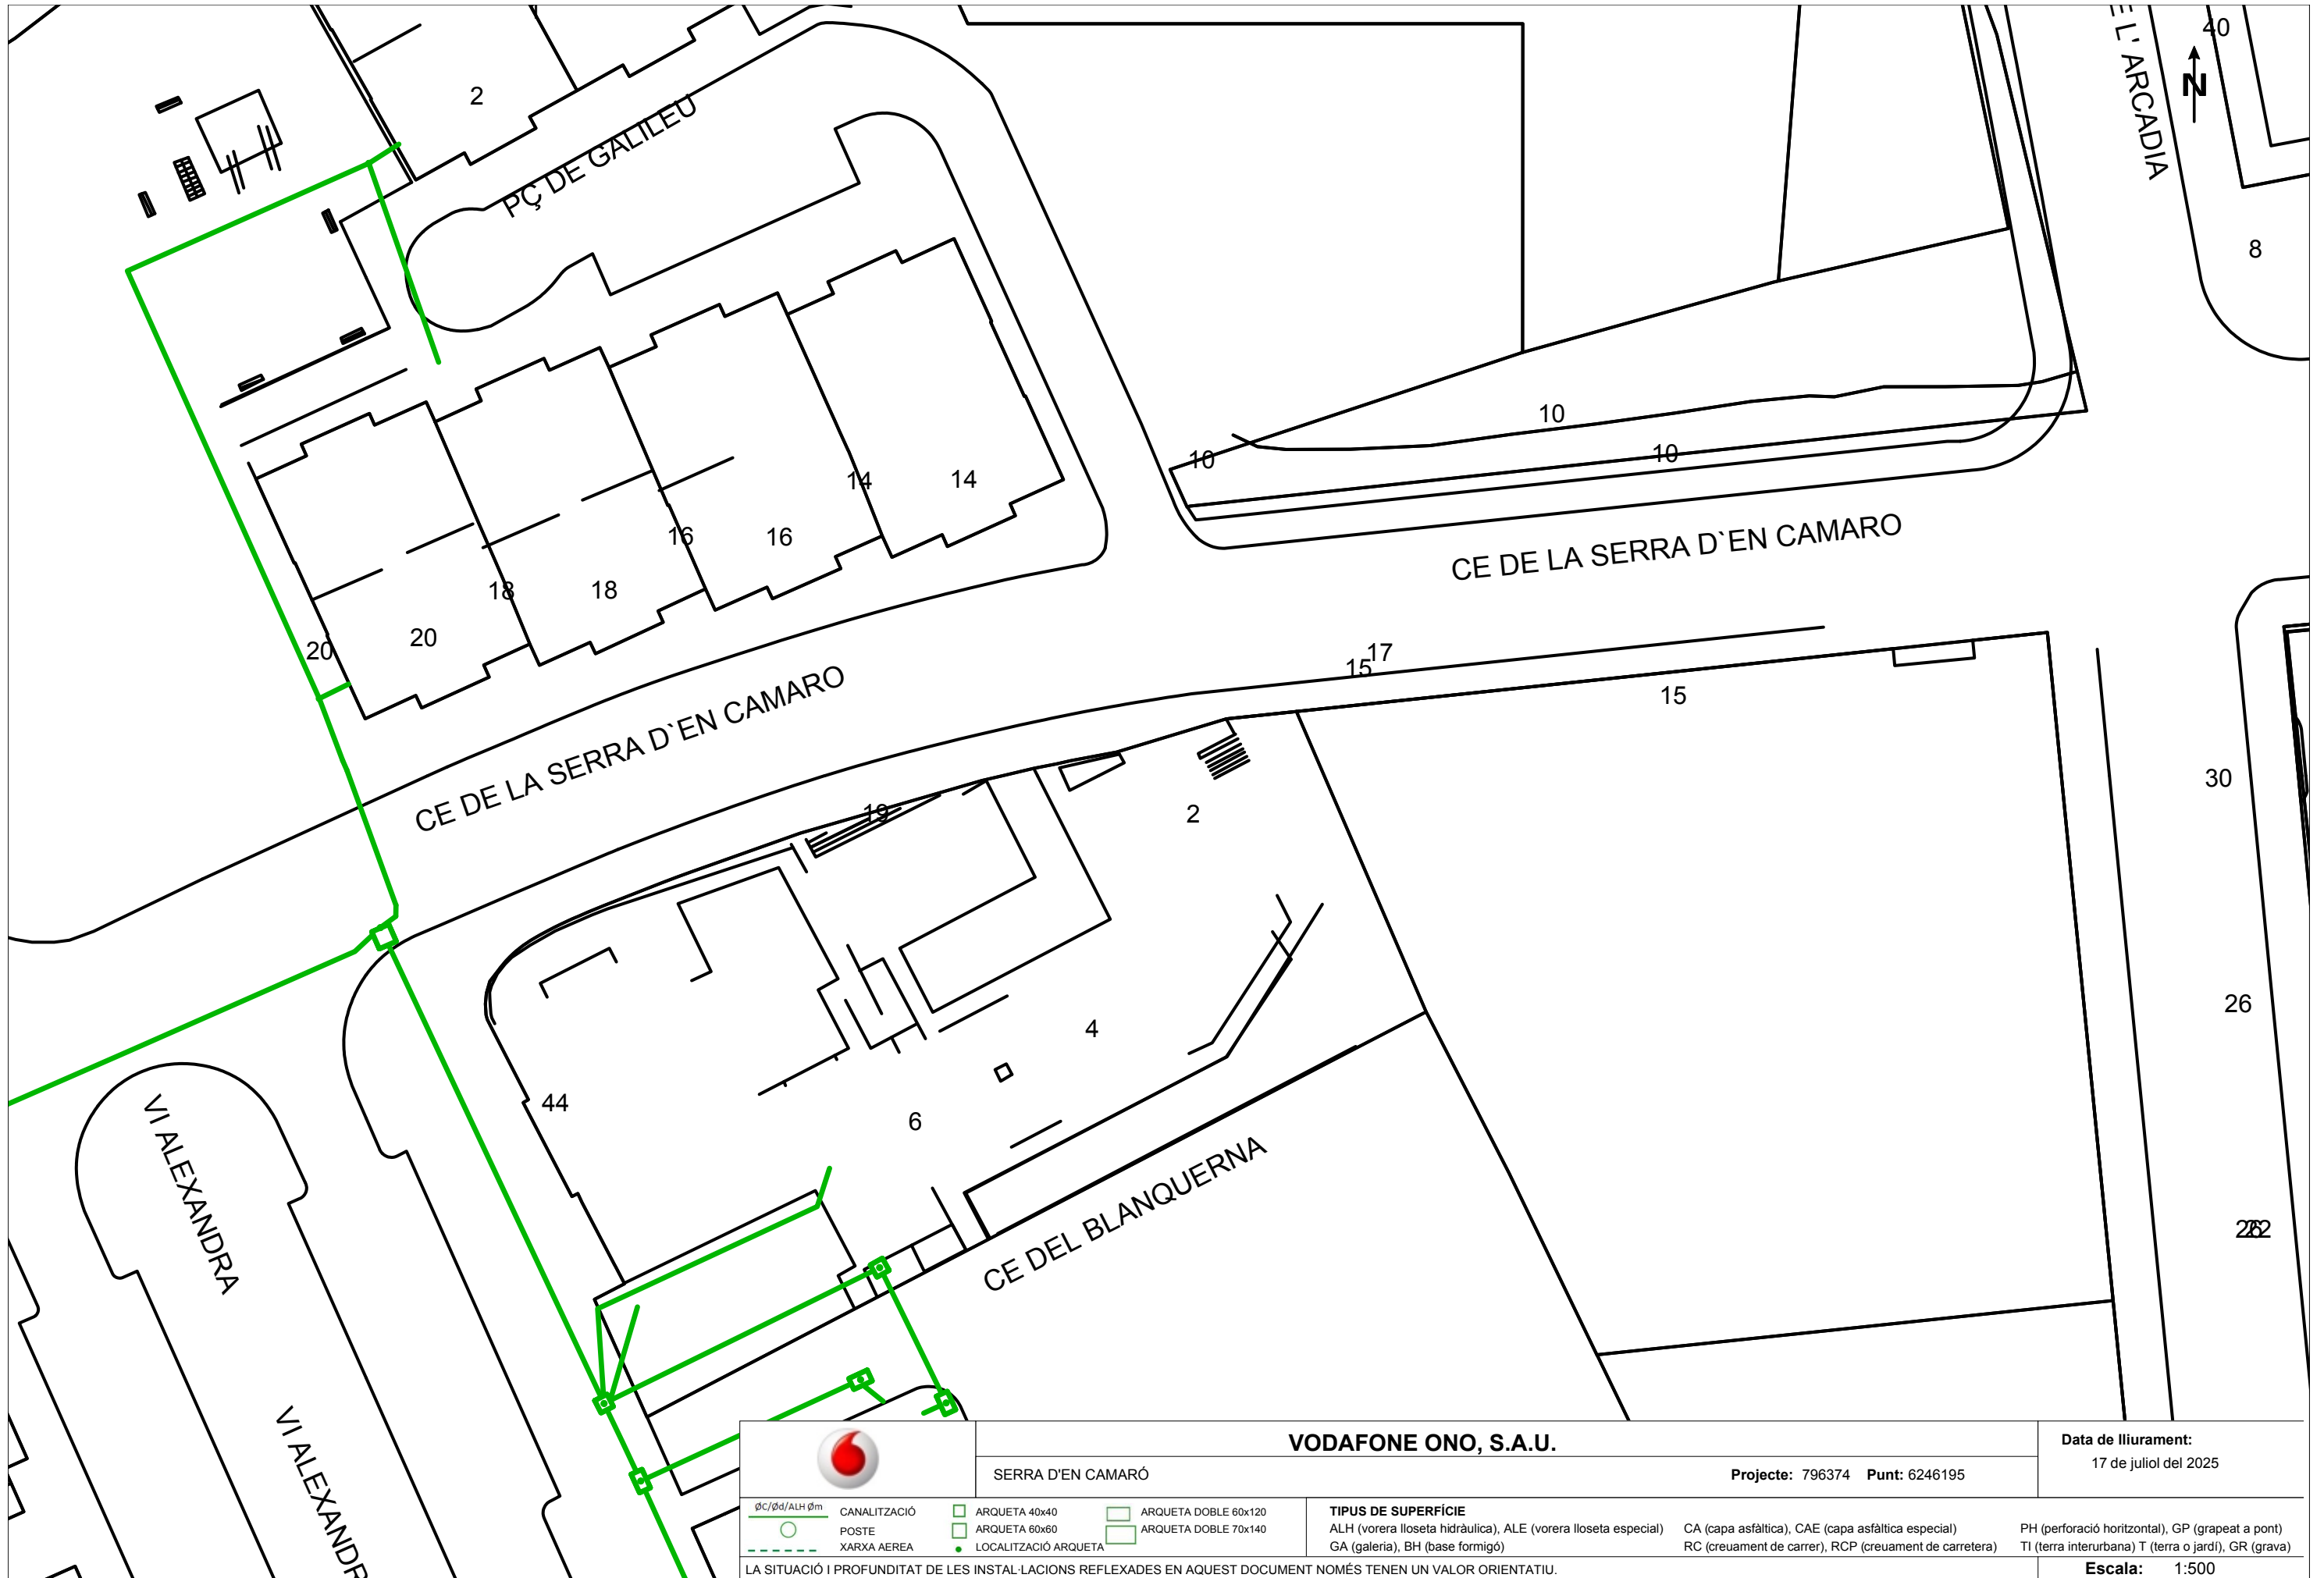 40
E L' ARCADIA
N
2
PÇ DE GALILEU
8
10
10
10
14
14
16
16
18
18
20
20
CE DE LA SERRA D`EN CAMARO
CE DE LA SERRA D`EN CAMARO
17
15
15
30
19
2
26
4
44
6
VI ALEXANDRA
CE DEL BLANQUERNA
VI ALEXANDR
VODAFONE ONO, S.A.U.
SERRA D'EN CAMARÓ
Projecte: 796374 Punt: 6246195
Data de lliurament:
17 de juliol del 2025
ØC/Ød/ALH Øm CANALITZACIÓ
POSTE
XARXA AEREA
ARQUETA 40x40
ARQUETA 60x60
LOCALITZACIÓ ARQUETA
ARQUETA DOBLE 60x120
ARQUETA DOBLE 70x140
TIPUS DE SUPERFÍCIE
ALH (vorera lloseta hidràulica), ALE (vorera lloseta especial)
GA (galeria), BH (base formigó)
CA (capa asfàltica), CAE (capa asfàltica especial)
RC (creuament de carrer), RCP (creuament de carretera)
PH (perforació horitzontal), GP (grapeat a pont)
TI (terra interurbana) T (terra o jardí), GR (grava)
LA SITUACIÓ I PROFUNDITAT DE LES INSTAL·LACIONS REFLEXADES EN AQUEST DOCUMENT NOMÉS TENEN UN VALOR ORIENTATIU.
Escala: 1:500